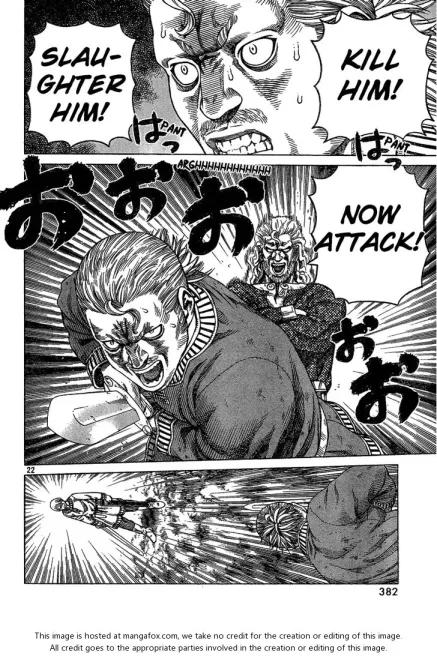 KILL
HIM!
SLAU-
GHTER
HIM!
はっ
PANT
はっ
PANT
おおお
ARGHHHHHHHHHHHH
NOW
ATTACK!
おお
22
382
This image is hosted at mangafox.com, we take no credit for the creation or editing of this image.
All credit goes to the appropriate parties involved in the creation or editing of this image.